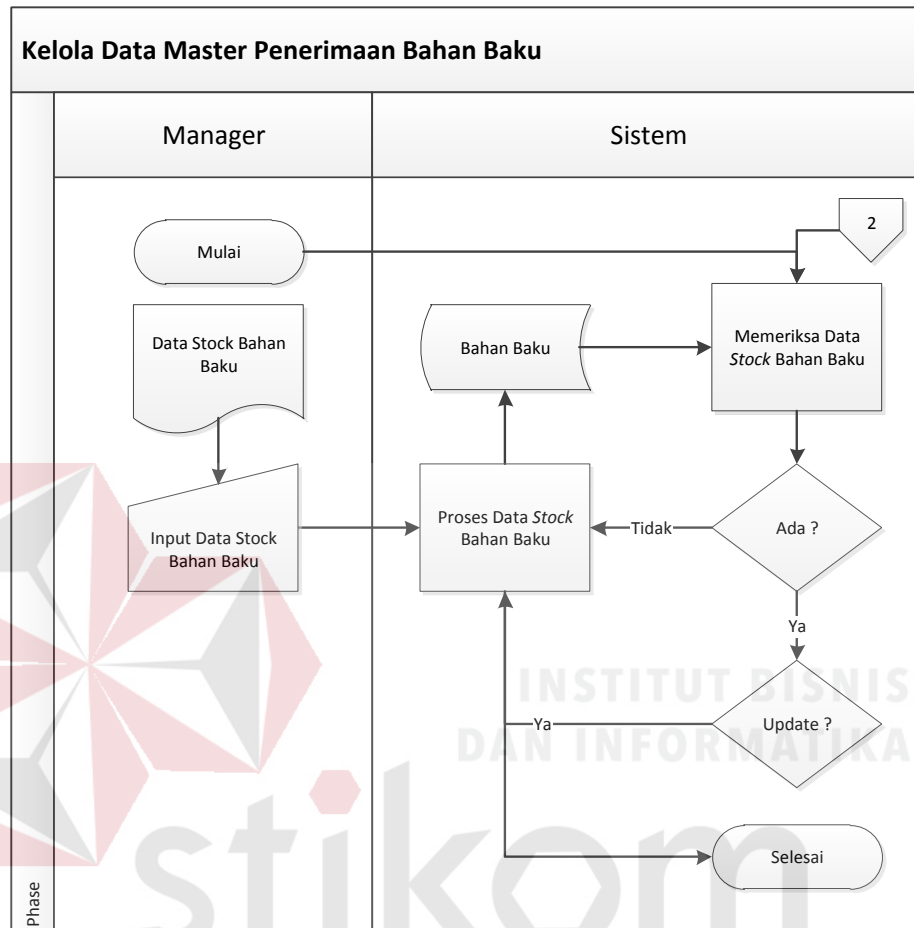 Kelola Data Master Penerimaan Bahan Baku
Manager
Sistem
Mulai
2
Data Stock Bahan
Baku
Bahan Baku
Memeriksa Data
Stock Bahan Baku
Input Data Stock
Bahan Baku
Proses Data Stock
Bahan Baku
Tidak
Ada ?
Ya
Ya
Update ?
Selesai
Phase
INSTITUT BISNIS
DAN INFORMATIKA
stikom